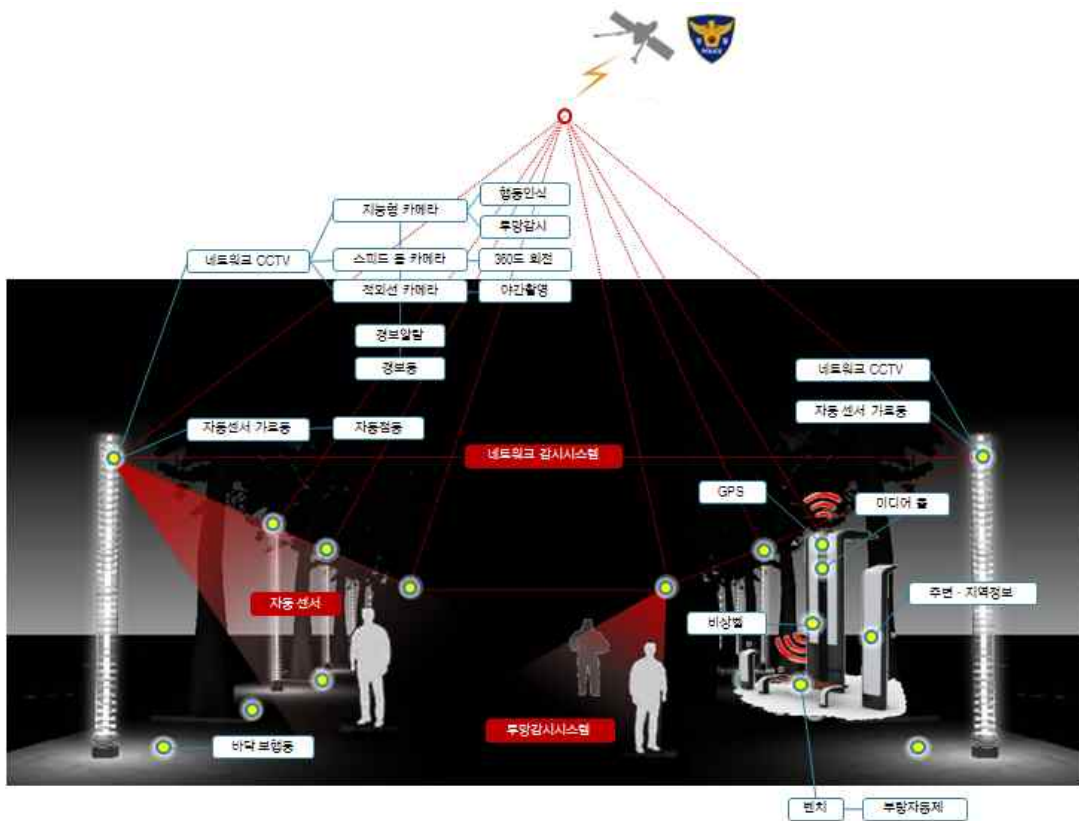 POLICE
행동인식
지능형 카메라
투망감시
네트워크 CCTV
스피드 돔 카메라
360도 회전
적외선 카메라
야간촬영
경보알람
경보등
네트워크 CCTV
자동 센서 가로등
자동센서 가로등
자동점등
네트워크 감시시스템
GPS
미디어 폴
자동 센서
주변 - 지역정보
비상벨
투망감시시스템
바닥 보행등
벤치